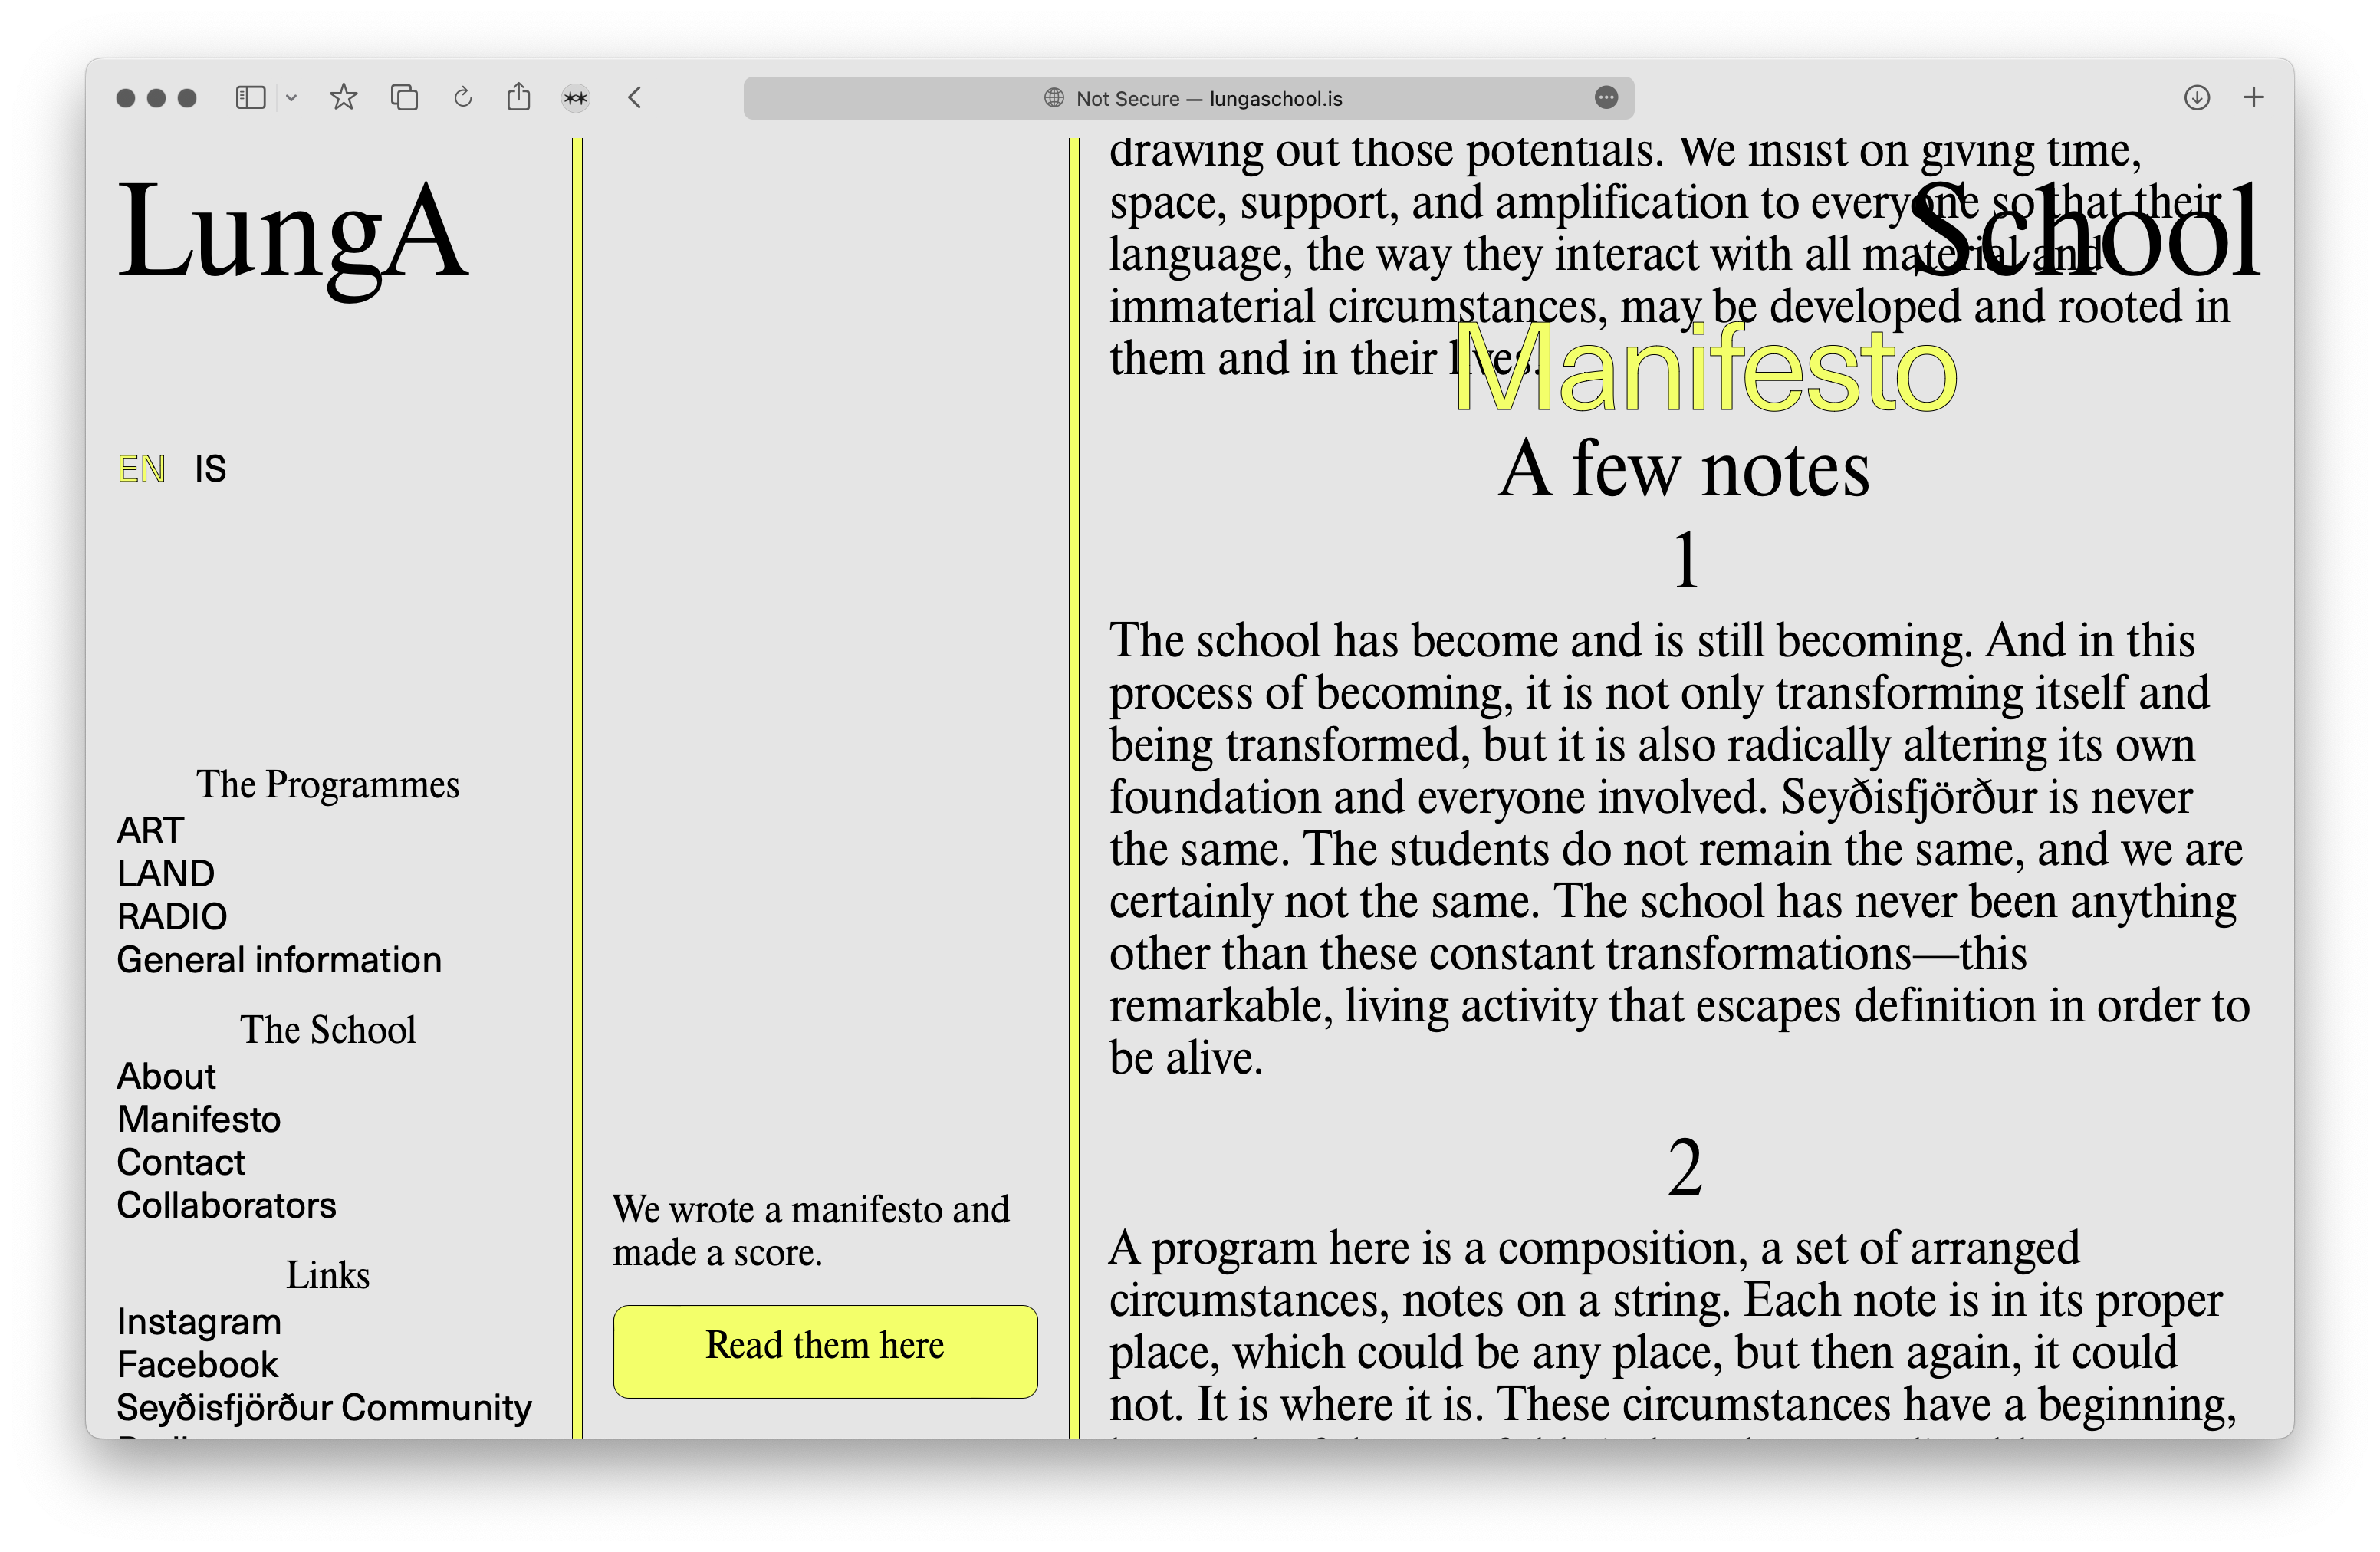 Not Secure — lungaschool.is
LungA
School
EN IS
The Programmes
ART
LAND
RADIO
General information
The School
About
Manifesto
Contact
Collaborators
Links
Instagram
Facebook
Seyðisfjörður Community
We wrote a manifesto and
made a score.
Read them here
drawing out those potentials. We insist on giving time,
space, support, and amplification to everyone so that their
language, the way they interact with all material and
immaterial circumstances, may be developed and rooted in
them and in their lives.
Manifesto
A few notes
1
The school has become and is still becoming. And in this
process of becoming, it is not only transforming itself and
being transformed, but it is also radically altering its own
foundation and everyone involved. Seyðisfjörður is never
the same. The students do not remain the same, and we are
certainly not the same. The school has never been anything
other than these constant transformations—this
remarkable, living activity that escapes definition in order to
be alive.
2
A program here is a composition, a set of arranged
circumstances, notes on a string. Each note is in its proper
place, which could be any place, but then again, it could
not. It is where it is. These circumstances have a beginning,